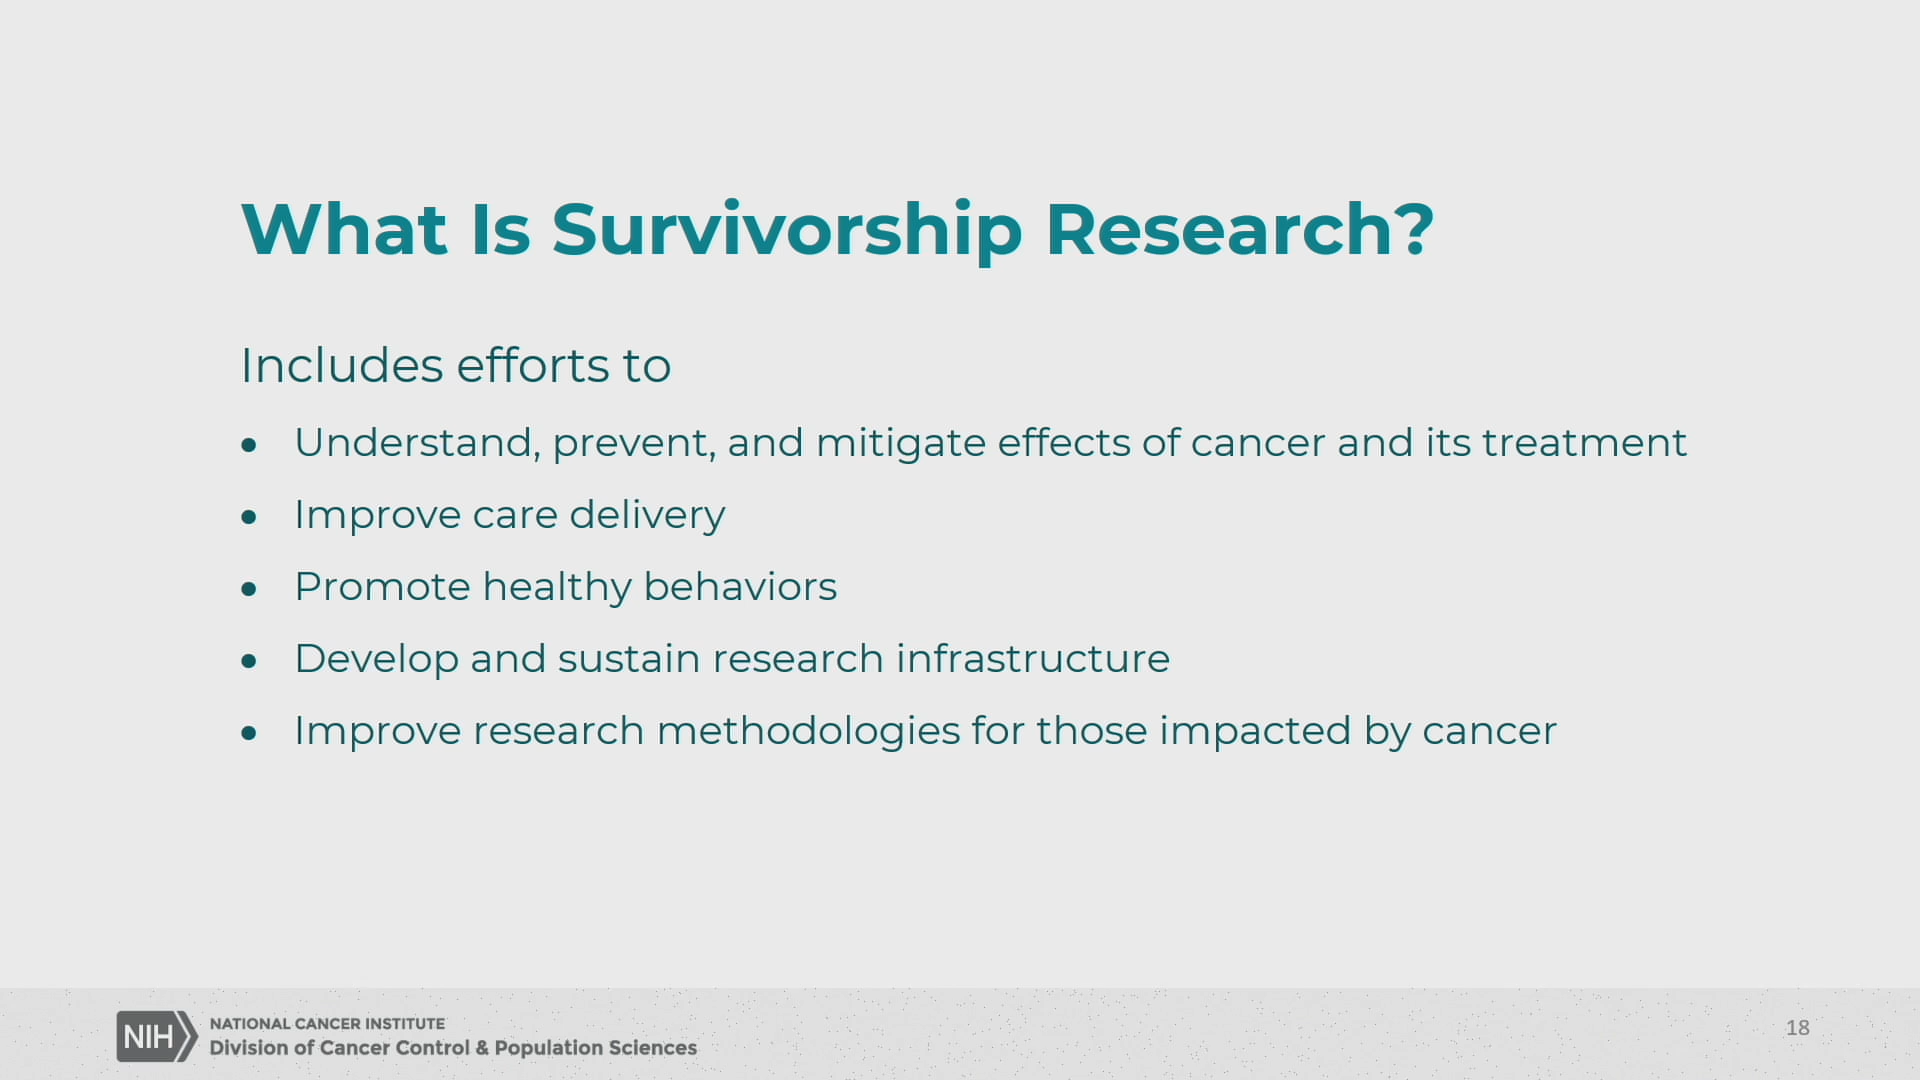 What Is Survivorship Research?
Includes efforts to
• Understand, prevent, and mitigate effects of cancer and its treatment
• Improve care delivery
• Promote healthy behaviors
• Develop and sustain research infrastructure
• Improve research methodologies for those impacted by cancer
NIH
NATIONAL CANCER INSTITUTE
Division of Cancer Control & Population Sciences
18